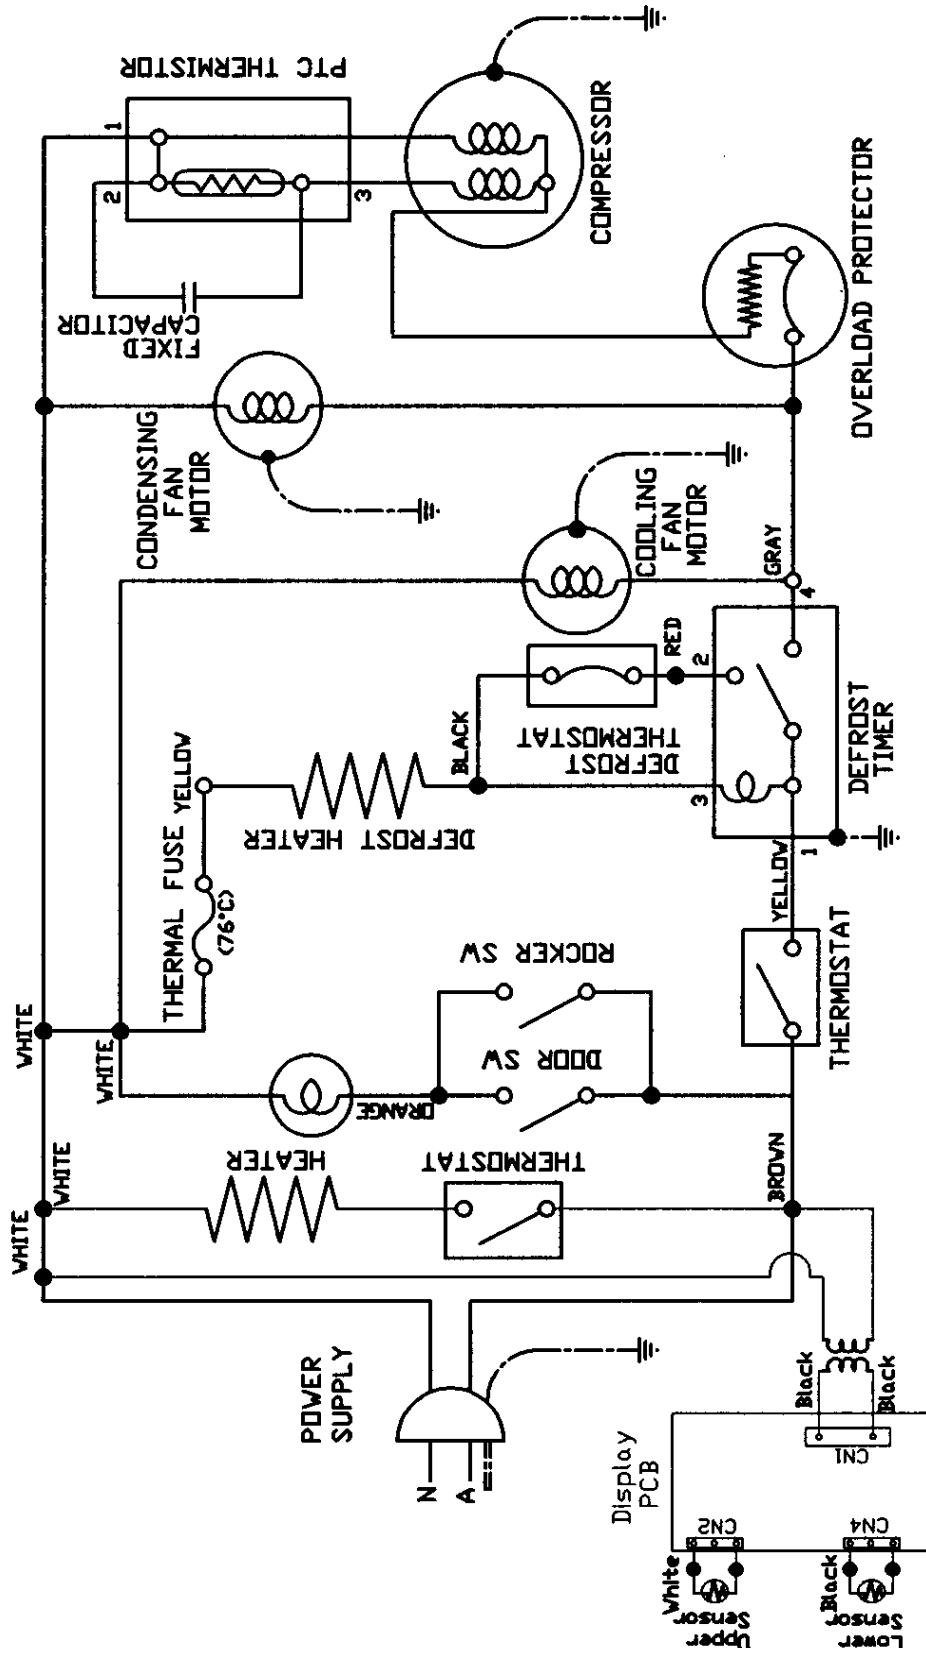 PTC THERMISTOR
1
2
3
COMPRESSOR
FIXED
CAPACITOR
OVERLOAD PROTECTOR
CONDENSING
FAN
MOTOR
COOLING
FAN
MOTOR
GRAY
4
RED
2
DEFROST
THERMOSTAT
BLACK
DEFROST
TIMER
3
1
YELLOW
DEFROST HEATER
YELLOW
THERMAL FUSE
(76°C)
THERMOSTAT
ROCKER SW
DOOR SW
WHITE
WHITE
ORANGE
HEATER
THERMOSTAT
WHITE
BROWN
WHITE
POWER
SUPPLY
N
A
Black
Black
CN1
Display
PCB
CN2
CN4
White
Upper
Sensor
Black
Lower
Sensor